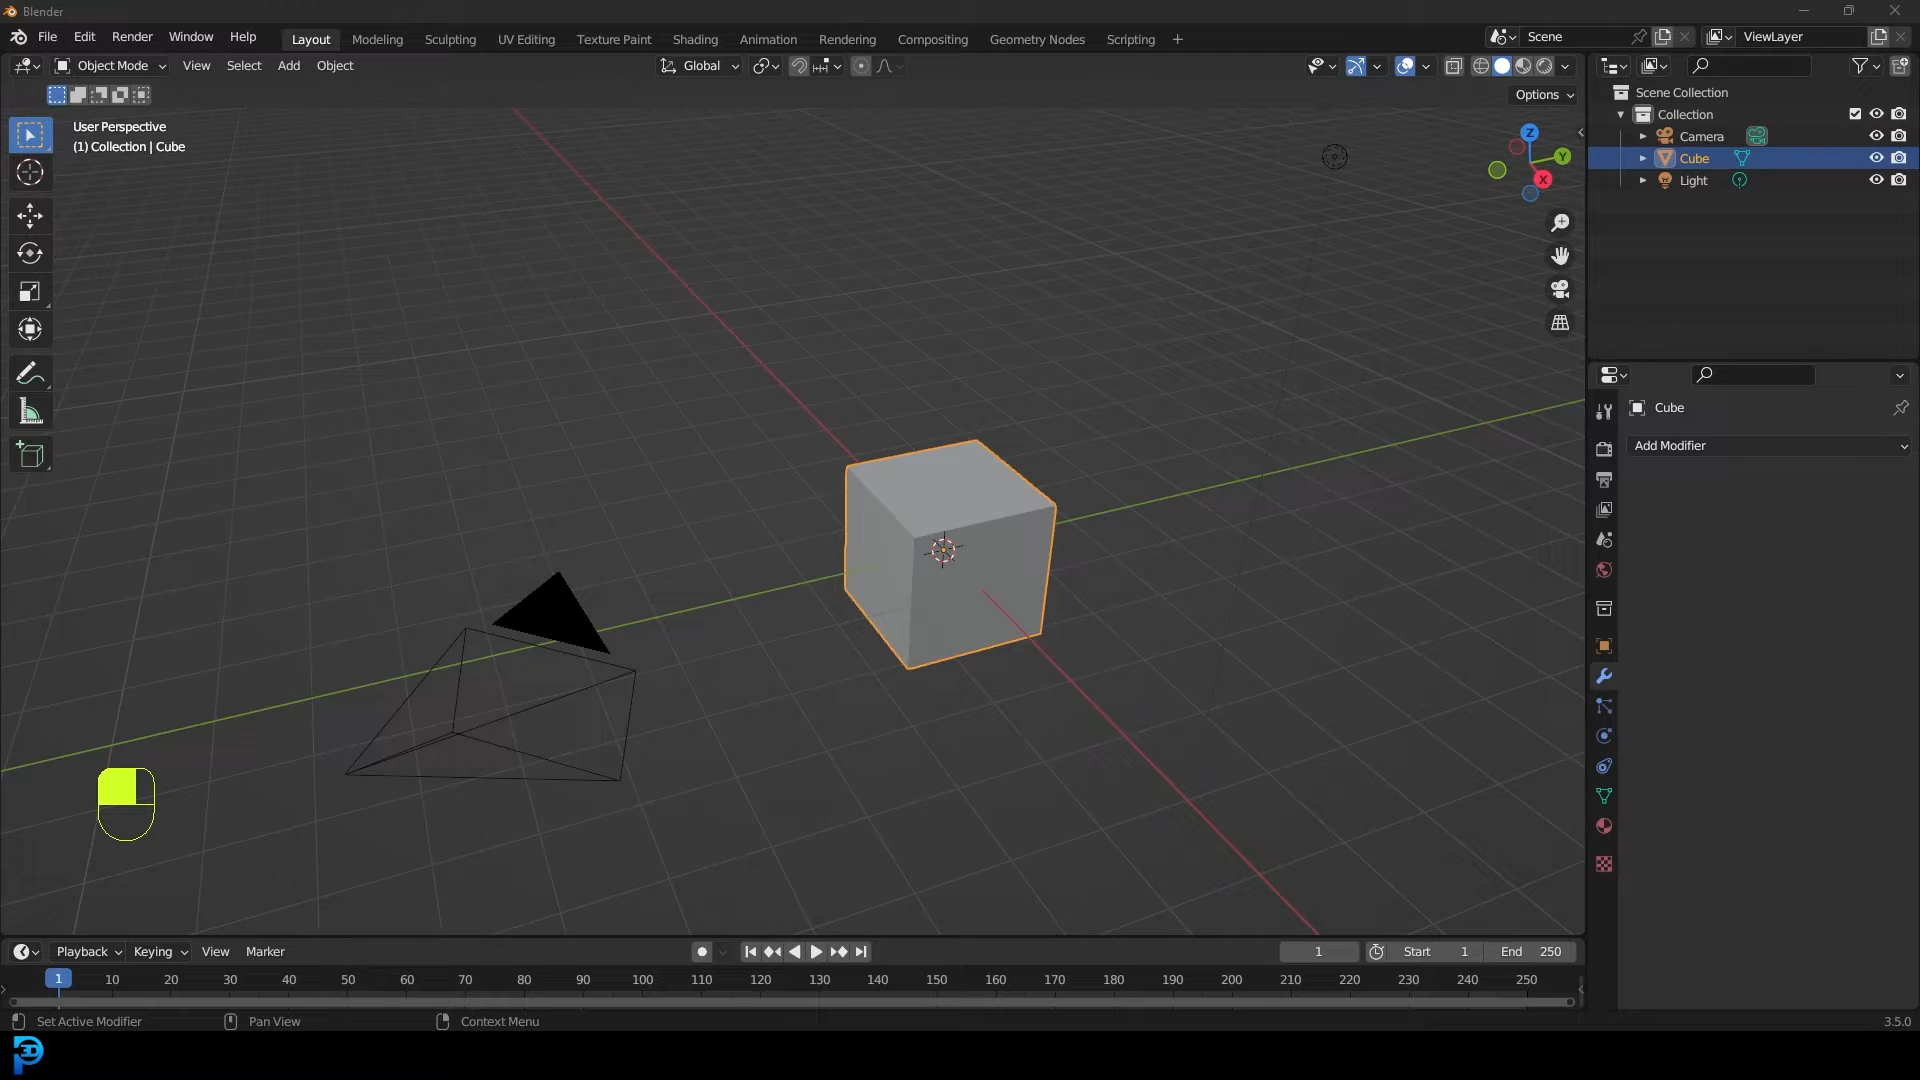 Blender
File Edit Render Window Help Layout Modeling Sculpting UV Editing Texture Paint Shading Animation Rendering Compositing Geometry Nodes Scripting + Scene ViewLayer
Object Mode View Select Add Object Global
Options
User Perspective
(1) Collection | Cube
Z
Y
X
Scene Collection
Collection
Camera
Cube
Light
Cube
Add Modifier
Playback Keying View Marker 1 Start 1 End 250
1 10 20 30 40 50 60 70 80 90 100 110 120 130 140 150 160 170 180 190 200 210 220 230 240 250
Set Active Modifier Pan View Context Menu 3.5.0
3D